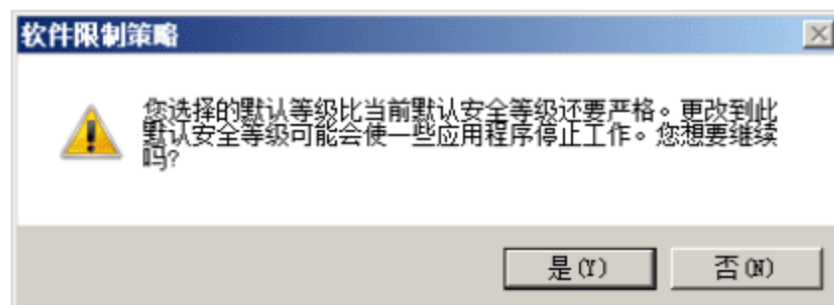 软件限制策略
您选择的默认等级比当前默认安全等级还要严格。更改到此
默认安全等级可能会使一些应用程序停止工作。您想要继续
吗?
是(Y) 否(N)